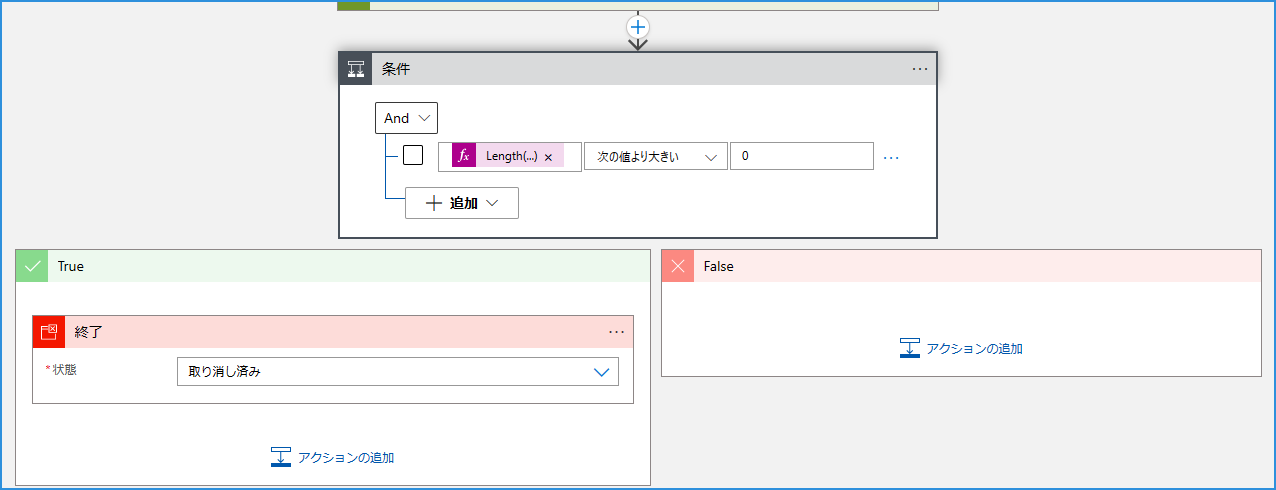 条件
And
fx Length(...) ×
次の値より大きい
0
追加
True
False
終了
*状態
取り消し済み
アクションの追加
アクションの追加